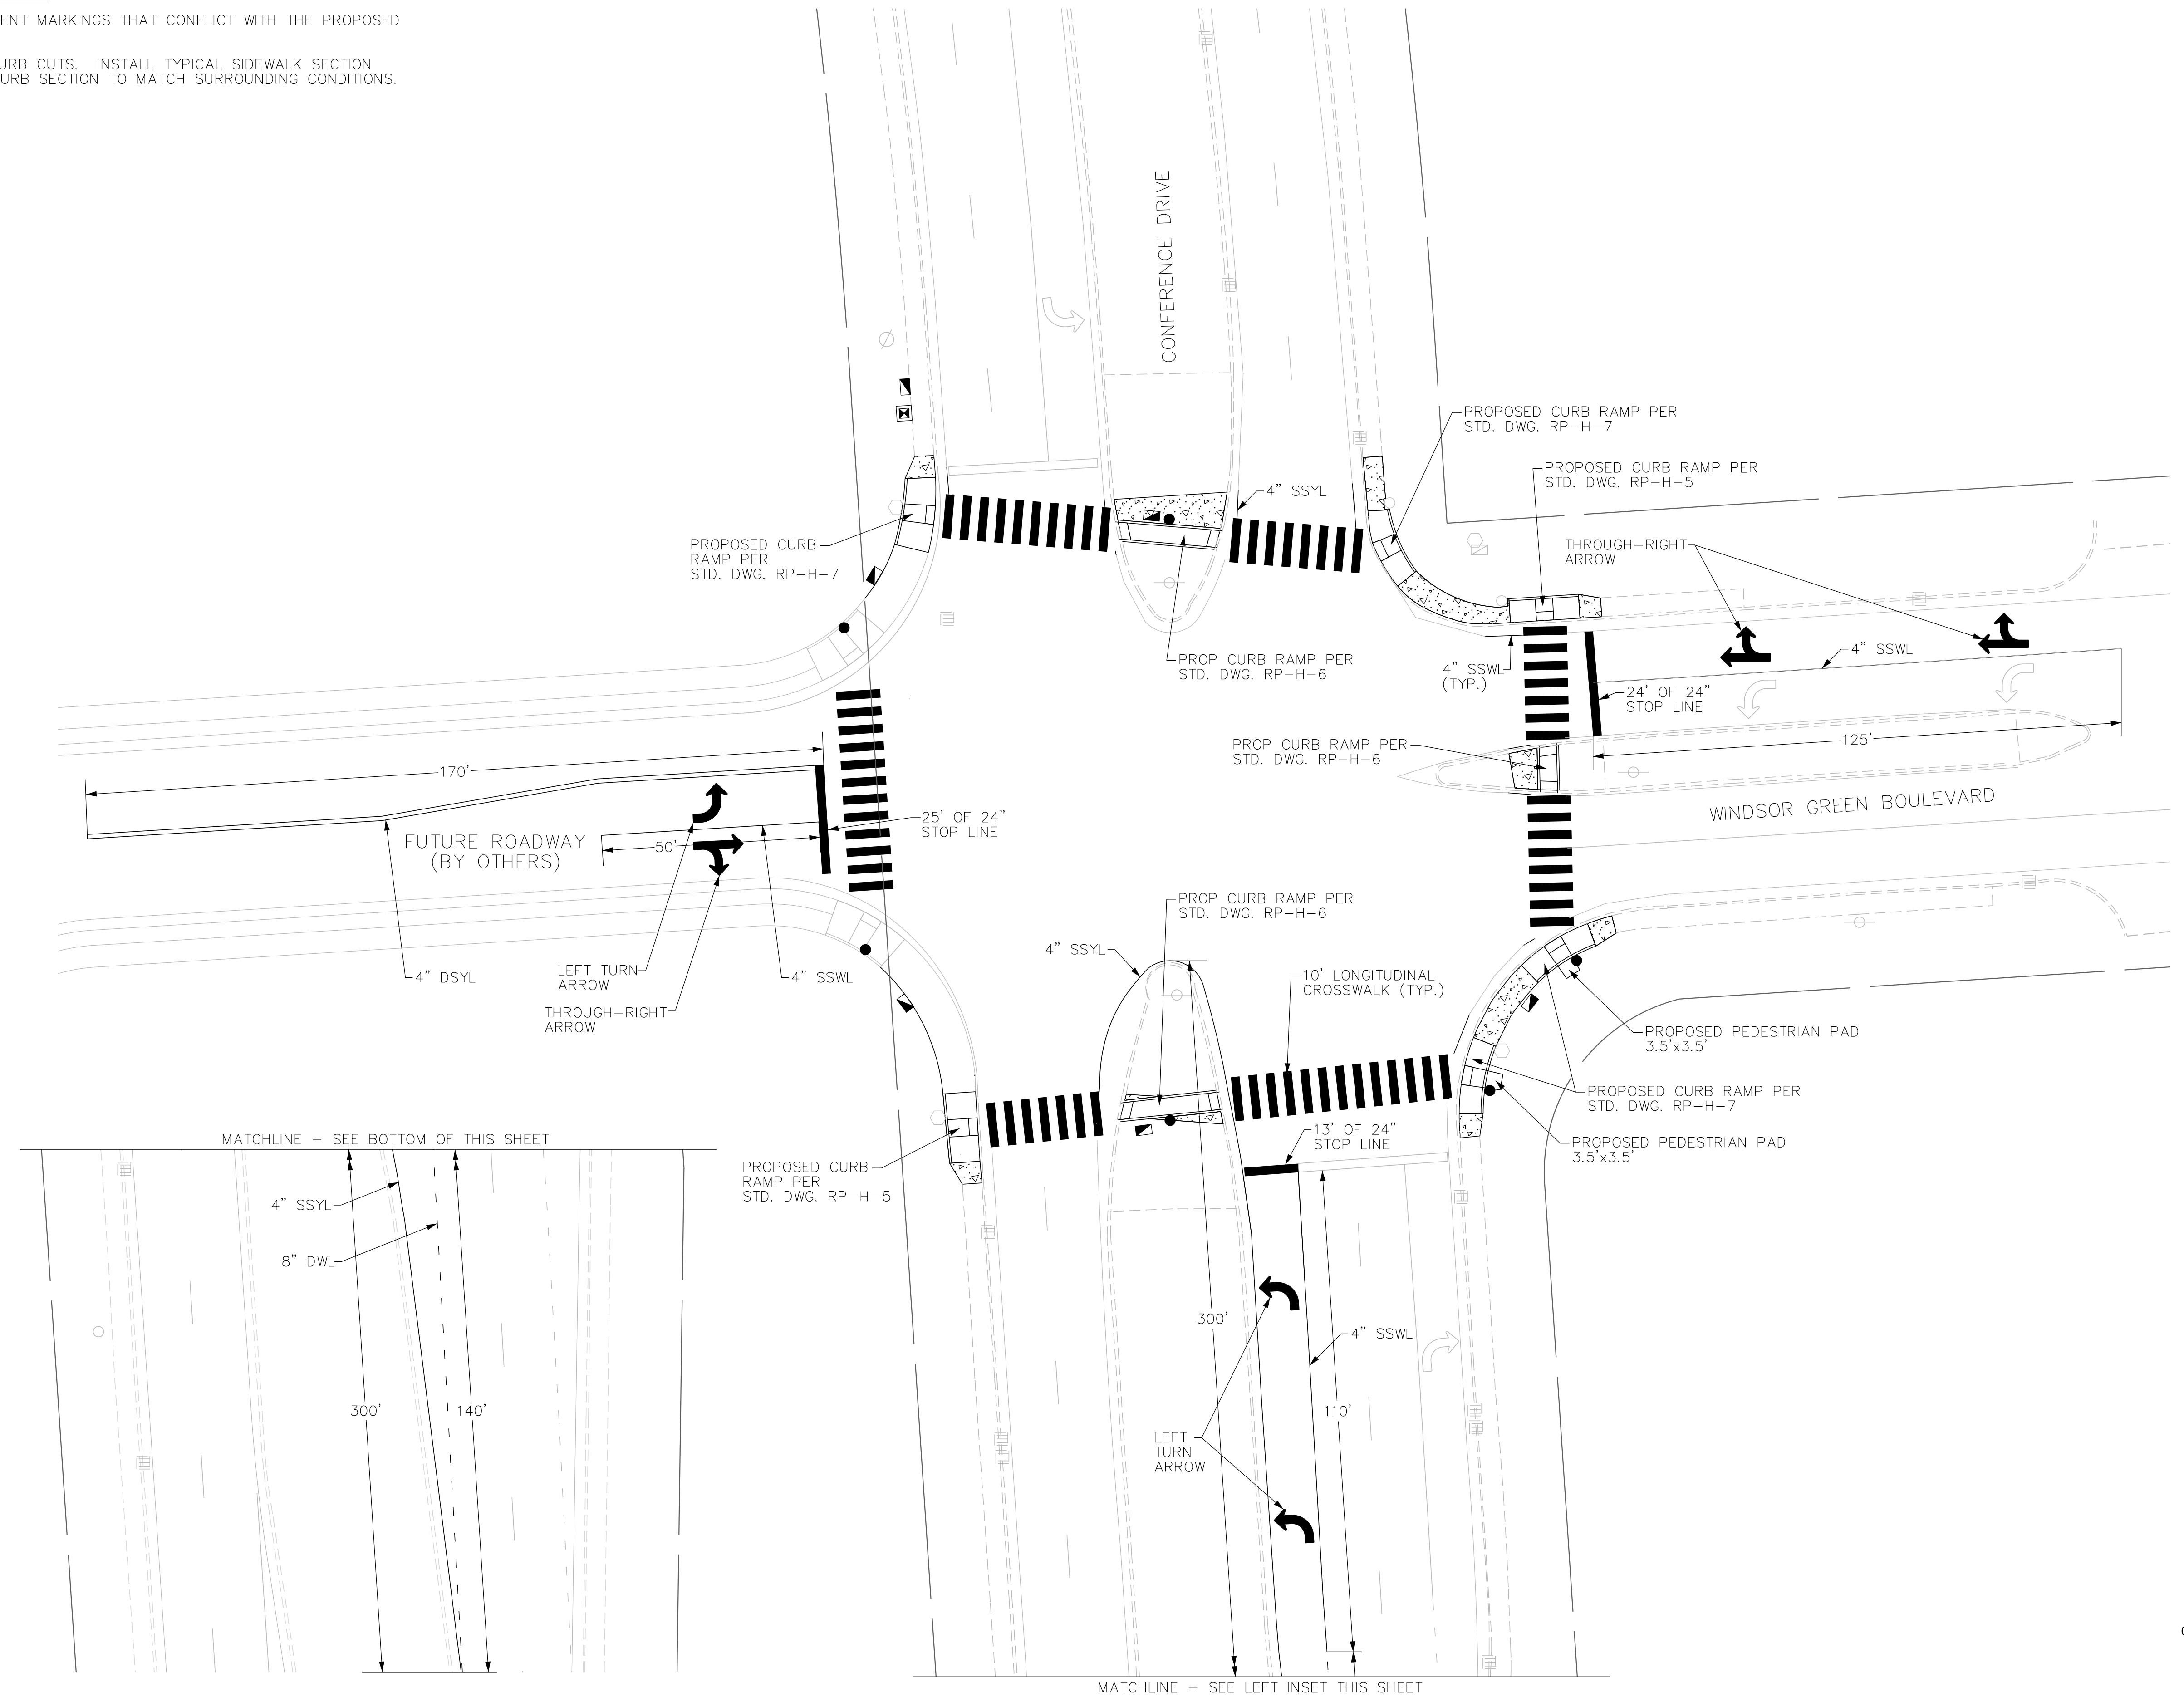 ENT MARKINGS THAT CONFLICT WITH THE PROPOSED
URB CUTS. INSTALL TYPICAL SIDEWALK SECTION
URB SECTION TO MATCH SURROUNDING CONDITIONS.
CONFERENCE DRIVE
PROPOSED CURB RAMP PER
STD. DWG. RP-H-7
PROPOSED CURB RAMP PER
STD. DWG. RP-H-5
4" SSYL
PROPOSED CURB
RAMP PER
STD. DWG. RP-H-7
THROUGH-RIGHT
ARROW
PROP CURB RAMP PER
STD. DWG. RP-H-6
4" SSWL
(TYP.)
4" SSWL
24' OF 24"
STOP LINE
PROP CURB RAMP PER
STD. DWG. RP-H-6
125'
170'
WINDSOR GREEN BOULEVARD
25' OF 24"
STOP LINE
FUTURE ROADWAY
(BY OTHERS)
50'
PROP CURB RAMP PER
STD. DWG. RP-H-6
4" SSYL
4" DSYL
LEFT TURN
ARROW
4" SSWL
10' LONGITUDINAL
CROSSWALK (TYP.)
THROUGH-RIGHT
ARROW
PROPOSED PEDESTRIAN PAD
3.5'x3.5'
PROPOSED CURB RAMP PER
STD. DWG. RP-H-7
13' OF 24"
STOP LINE
PROPOSED PEDESTRIAN PAD
3.5'x3.5'
MATCHLINE - SEE BOTTOM OF THIS SHEET
PROPOSED CURB
RAMP PER
STD. DWG. RP-H-5
4" SSYL
8" DWL
300'
4" SSWL
300'
140'
110'
LEFT
TURN
ARROW
MATCHLINE - SEE LEFT INSET THIS SHEET